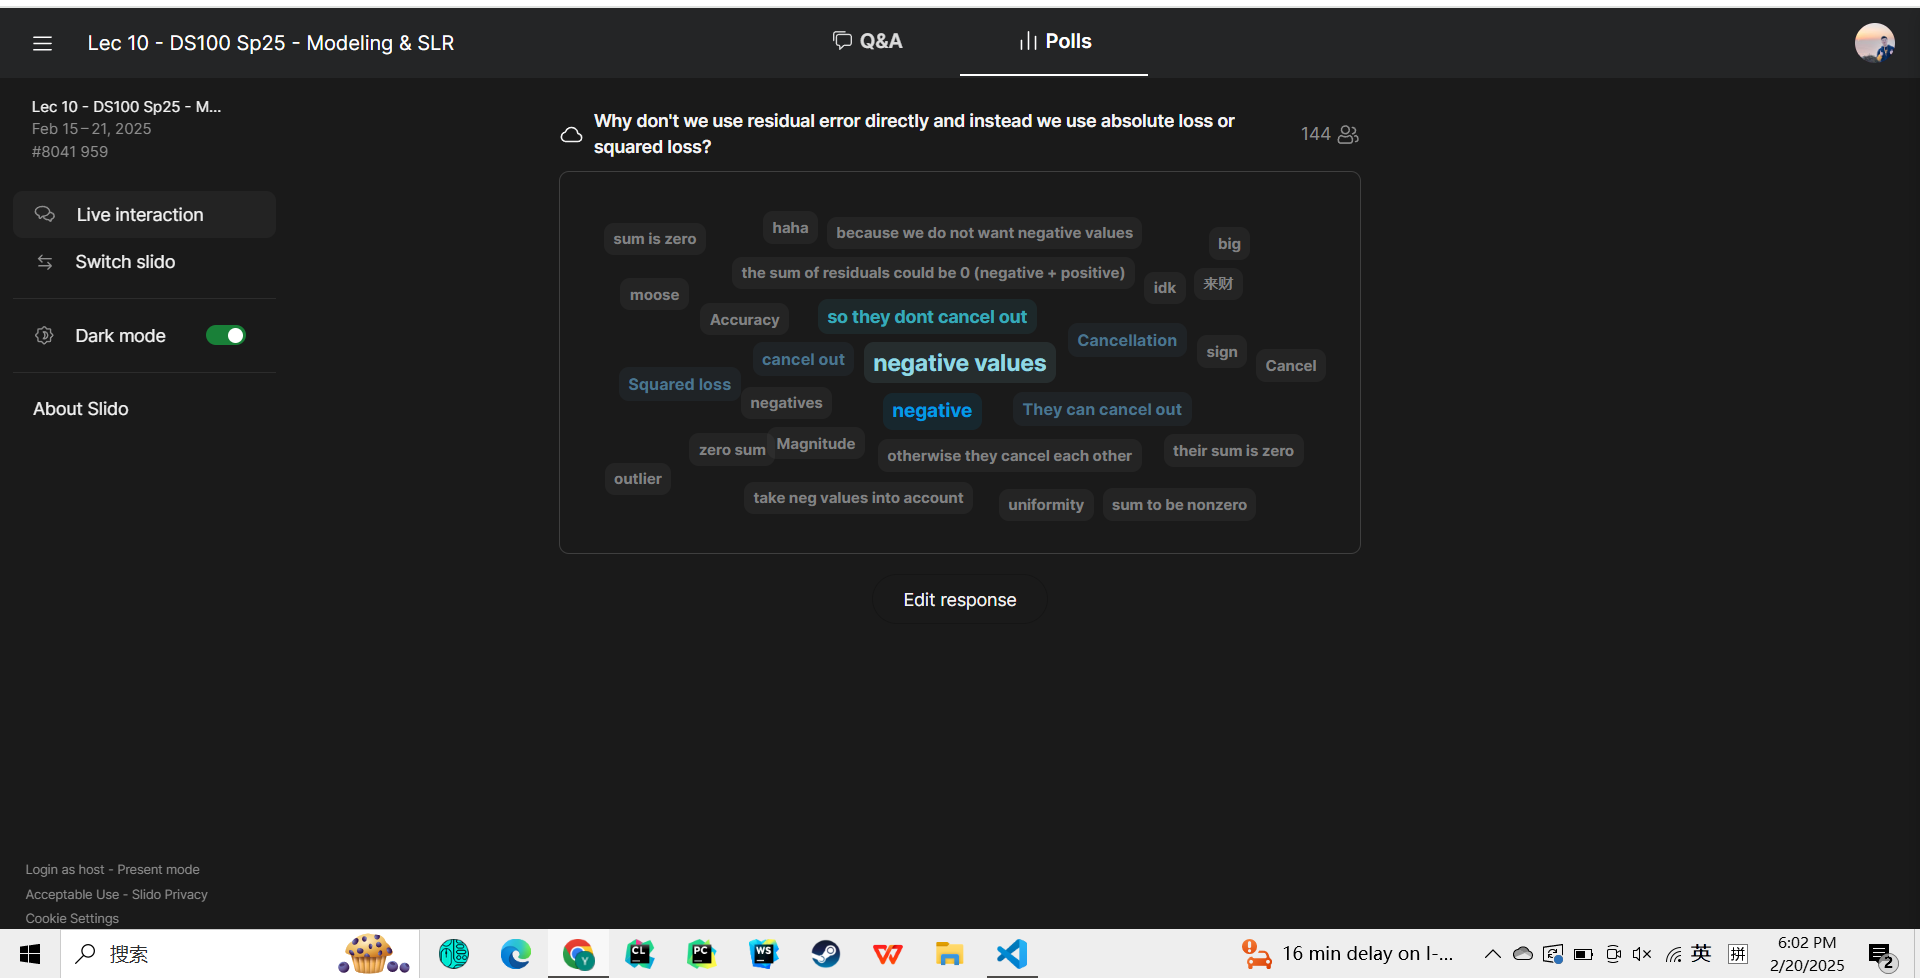 Lec 10 - DS100 Sp25 - Modeling & SLR
Q&A
Polls
Lec 10 - DS100 Sp25 - M...
Feb 15 – 21, 2025
#8041 959
Live interaction
Switch slido
Dark mode
About Slido
Why don't we use residual error directly and instead we use absolute loss or
squared loss?
144
sum is zero
haha
because we do not want negative values
big
the sum of residuals could be 0 (negative + positive)
moose
idk
来财
Accuracy
so they dont cancel out
Cancellation
sign
Cancel
cancel out
negative values
Squared loss
negatives
negative
They can cancel out
zero sum
Magnitude
otherwise they cancel each other
their sum is zero
outlier
take neg values into account
uniformity
sum to be nonzero
Edit response
Login as host - Present mode
Acceptable Use - Slido Privacy
Cookie Settings
搜索
Y
CL
PC
WS
16 min delay on I-...
英
拼
6:02 PM
2/20/2025
2